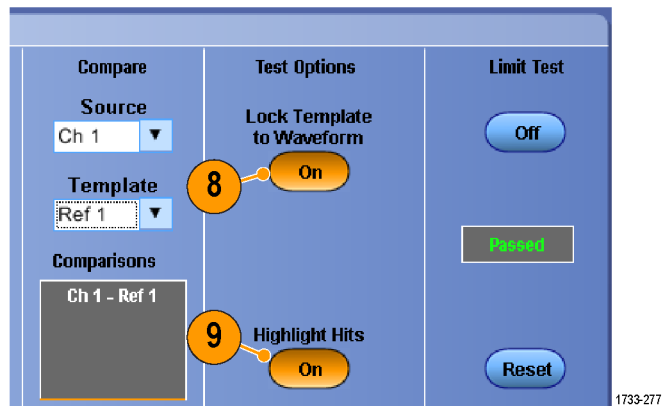 Compare
Source
Ch 1
Template
Ref 1
Comparisons
Ch 1 - Ref 1
Test Options
Lock Template
to Waveform
8
On
9
Highlight Hits
On
Limit Test
Off
Passed
Reset
1733-277